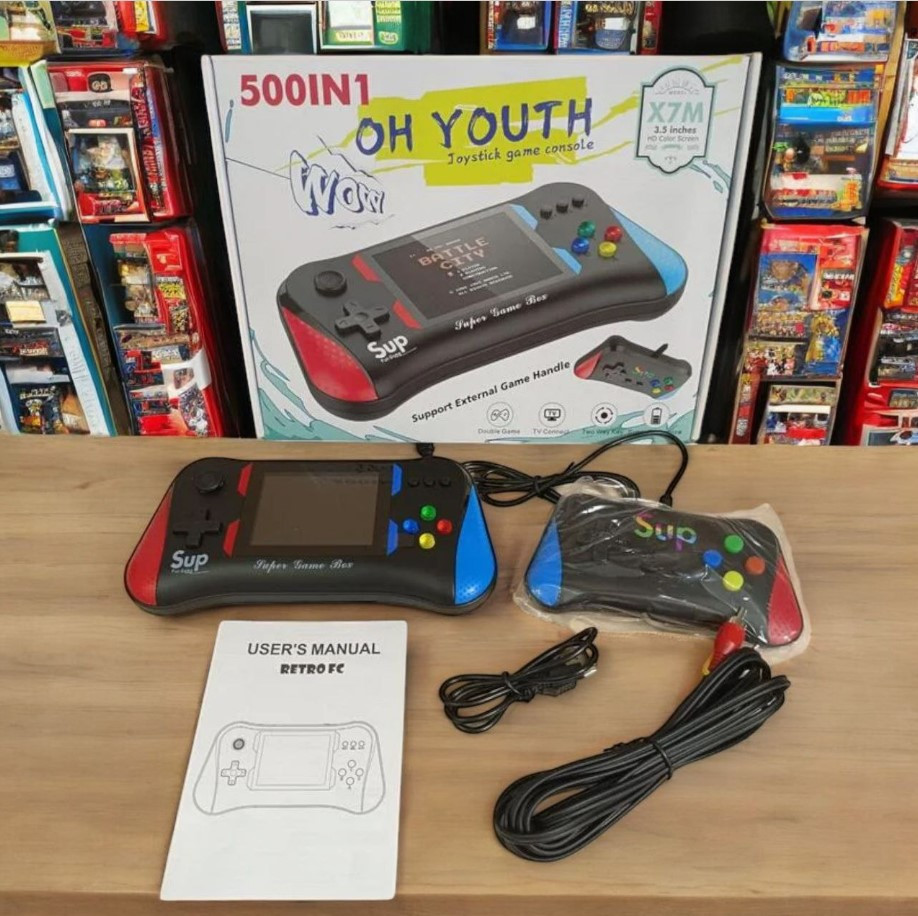 500IN1
OH YOUTH
Joystick game console
WOW
X7M
3.5 inches
HD Color Screen
BATTLE
CITY
Super Game Box
Sup
Support External Game Handle
Sup
Double Game
TV Connect
Sup
Super Game Box
Sup
USER'S MANUAL
RETRO FC